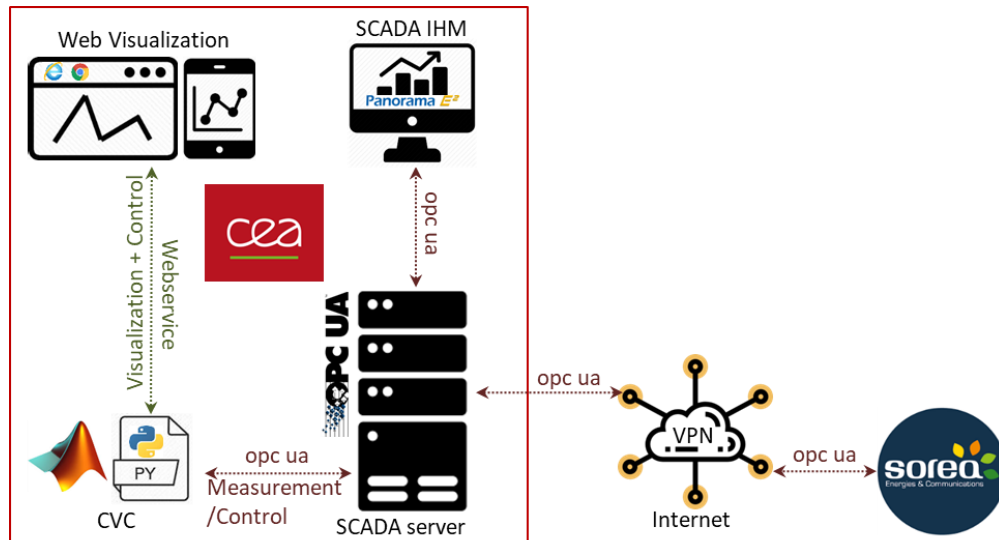 Web Visualization
SCADA IHM
Panorama E²
cea
opc ua
Visualization + Control
Webservice
OPC UA
opc ua
VPN
opc ua
sorea
Energies & Communications
PY
opc ua
Measurement
/Control
CVC
SCADA server
Internet